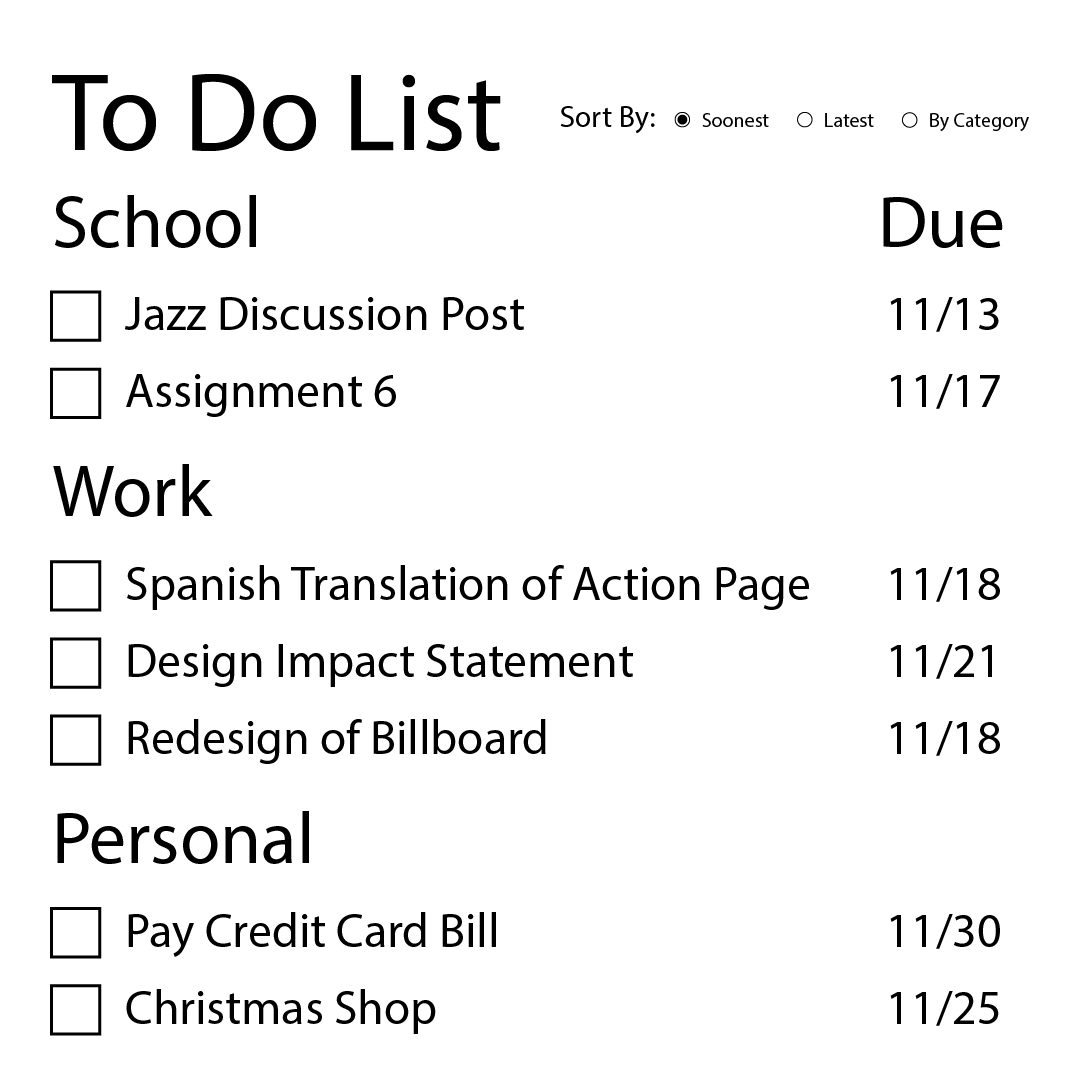 To Do List
Sort By: Soonest Latest By Category
School Due
Jazz Discussion Post 11/13
Assignment 6 11/17
Work
Spanish Translation of Action Page 11/18
Design Impact Statement 11/21
Redesign of Billboard 11/18
Personal
Pay Credit Card Bill 11/30
Christmas Shop 11/25